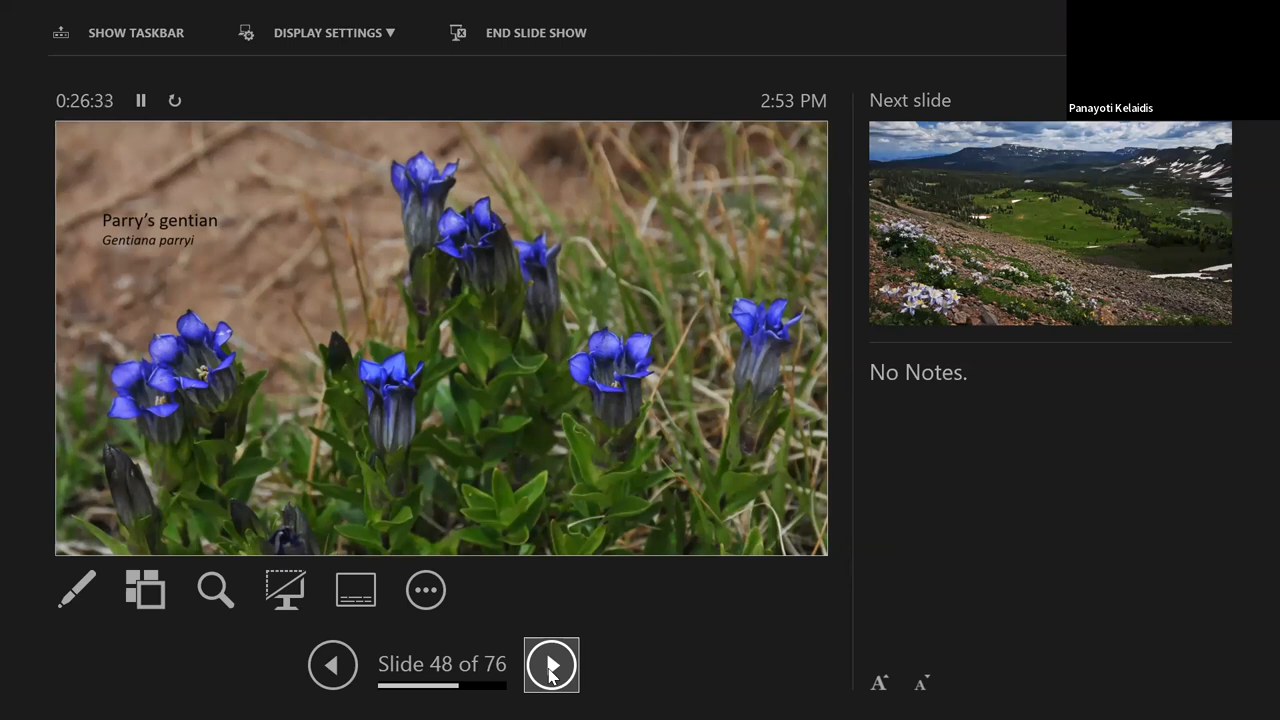 SHOW TASKBAR
DISPLAY SETTINGS ▼
END SLIDE SHOW
Panayoti Kelaidis
0:26:33
2:53 PM
Next slide
Parry’s gentian
Gentiana parryi
No Notes.
Slide 48 of 76
A A